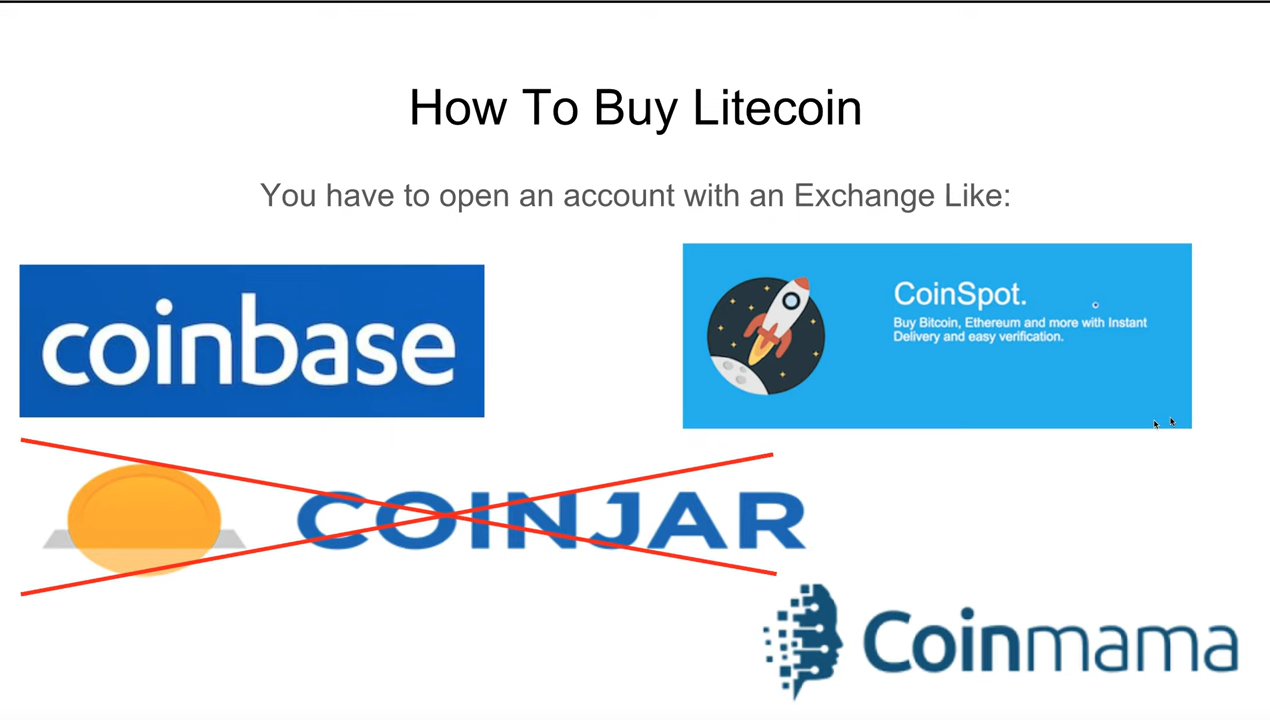 How To Buy Litecoin
You have to open an account with an Exchange Like:
coinbase
CoinSpot.
Buy Bitcoin, Ethereum and more with Instant
Delivery and easy verification.
COINJAR
Coinmama